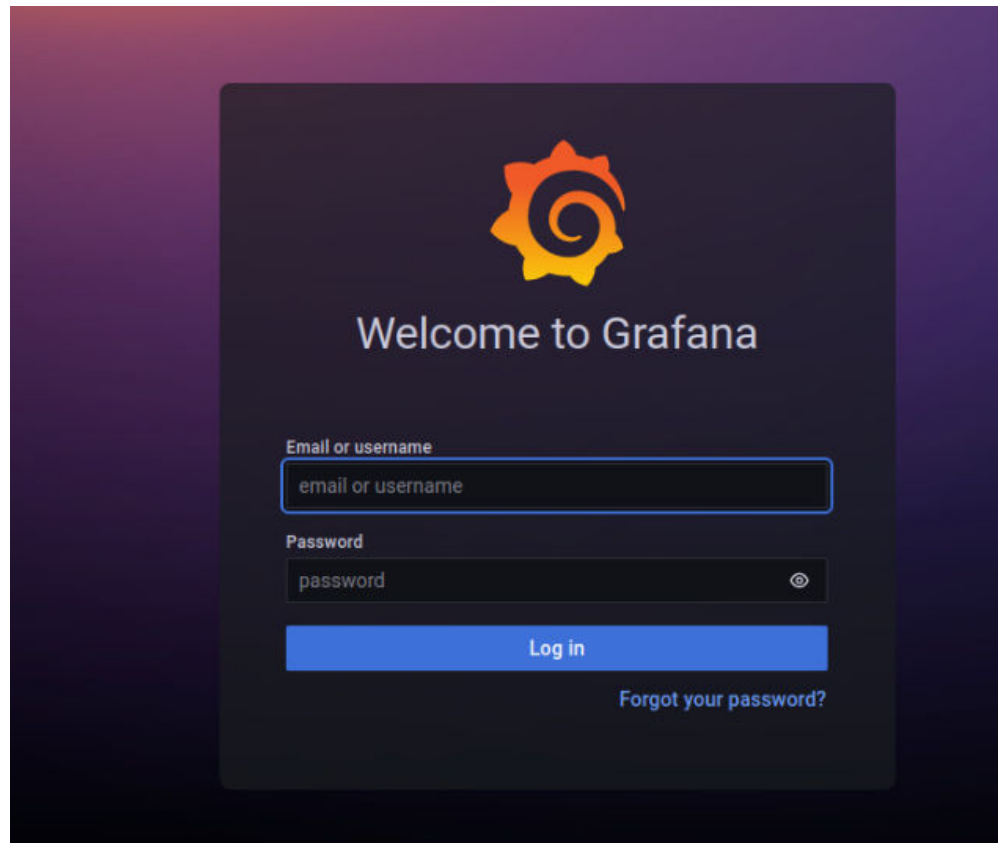 Welcome to Grafana
Email or username
email or username
Password
password
Log in
Forgot your password?